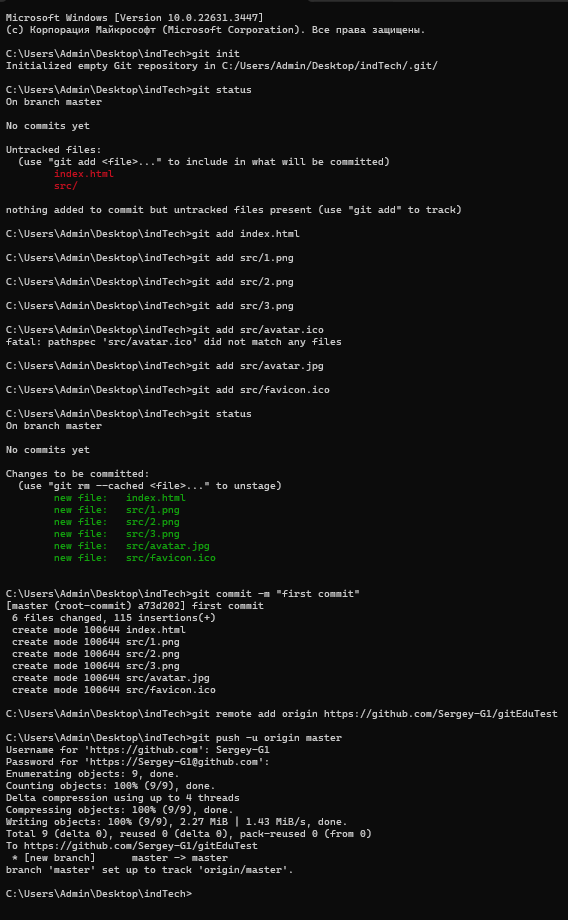 Microsoft Windows [Version 10.0.22631.3447]
(c) Корпорация Майкрософт (Microsoft Corporation). Все права защищены.
C:\Users\Admin\Desktop\indTech>git init
Initialized empty Git repository in C:/Users/Admin/Desktop/indTech/.git/
C:\Users\Admin\Desktop\indTech>git status
On branch master
No commits yet
Untracked files:
  (use "git add <file>..." to include in what will be committed)
        index.html
        src/
nothing added to commit but untracked files present (use "git add" to track)
C:\Users\Admin\Desktop\indTech>git add index.html
C:\Users\Admin\Desktop\indTech>git add src/1.png
C:\Users\Admin\Desktop\indTech>git add src/2.png
C:\Users\Admin\Desktop\indTech>git add src/3.png
C:\Users\Admin\Desktop\indTech>git add src/avatar.ico
fatal: pathspec 'src/avatar.ico' did not match any files
C:\Users\Admin\Desktop\indTech>git add src/avatar.jpg
C:\Users\Admin\Desktop\indTech>git add src/favicon.ico
C:\Users\Admin\Desktop\indTech>git status
On branch master
No commits yet
Changes to be committed:
  (use "git rm --cached <file>..." to unstage)
        new file:   index.html
        new file:   src/1.png
        new file:   src/2.png
        new file:   src/3.png
        new file:   src/avatar.jpg
        new file:   src/favicon.ico
C:\Users\Admin\Desktop\indTech>git commit -m "first commit"
[master (root-commit) a73d202] first commit
 6 files changed, 115 insertions(+)
 create mode 100644 index.html
 create mode 100644 src/1.png
 create mode 100644 src/2.png
 create mode 100644 src/3.png
 create mode 100644 src/avatar.jpg
 create mode 100644 src/favicon.ico
C:\Users\Admin\Desktop\indTech>git remote add origin https://github.com/Sergey-G1/gitEduTest
C:\Users\Admin\Desktop\indTech>git push -u origin master
Username for 'https://github.com': Sergey-G1
Password for 'https://Sergey-G1@github.com':
Enumerating objects: 9, done.
Counting objects: 100% (9/9), done.
Delta compression using up to 4 threads
Compressing objects: 100% (9/9), done.
Writing objects: 100% (9/9), 2.27 MiB | 1.43 MiB/s, done.
Total 9 (delta 0), reused 0 (delta 0), pack-reused 0 (from 0)
To https://github.com/Sergey-G1/gitEduTest
 * [new branch]      master -> master
branch 'master' set up to track 'origin/master'.
C:\Users\Admin\Desktop\indTech>